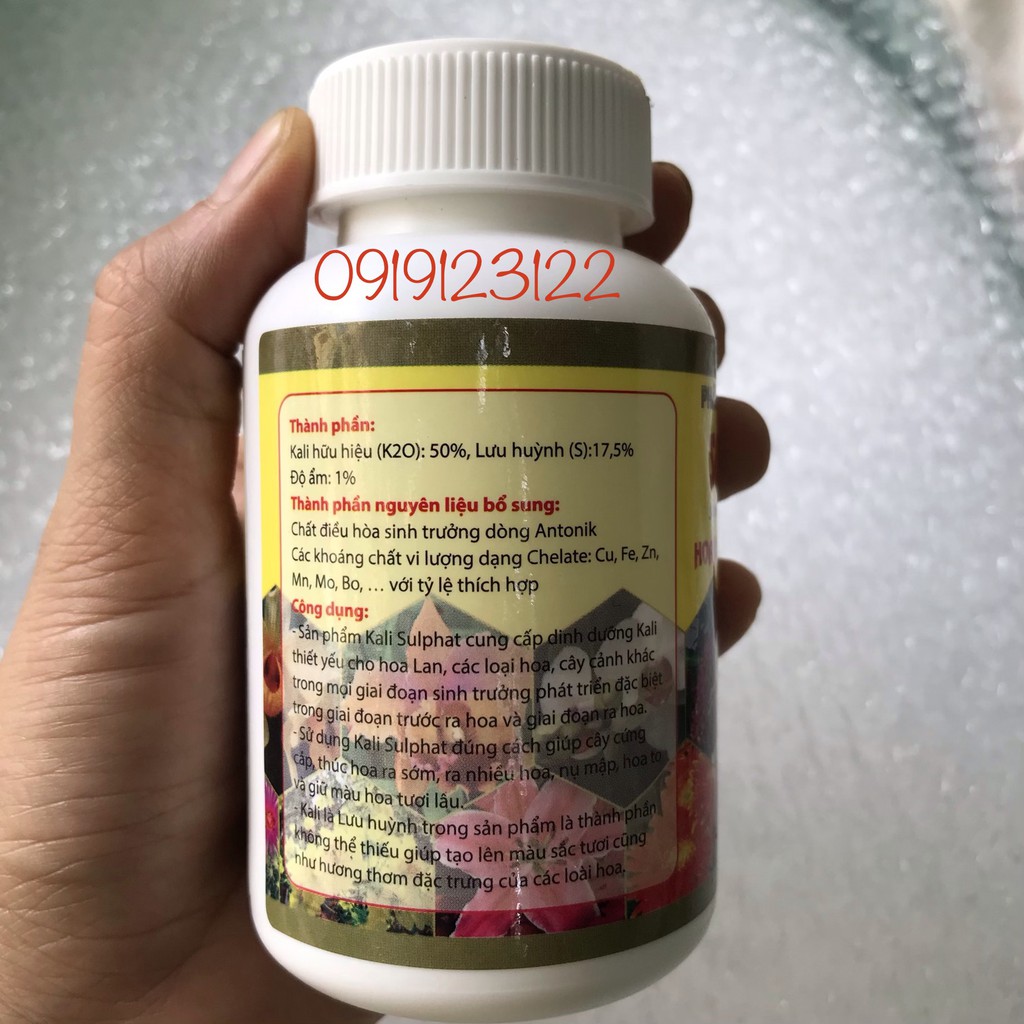 0919123122
Thành phần:
Kali hữu hiệu (K2O): 50%, Lưu huỳnh (S):17,5%
Độ ẩm: 1%
Thành phần nguyên liệu bổ sung:
Chất điều hòa sinh trưởng dòng Antonik
Các khoáng chất vi lượng dạng Chelate: Cu, Fe, Zn,
Mn, Mo, Bo, … với tỷ lệ thích hợp
Công dụng:
- Sản phẩm Kali Sulphat cung cấp dinh dưỡng Kali
thiết yếu cho hoa Lan, các loại hoa, cây cảnh khác
trong mọi giai đoạn sinh trưởng phát triển đặc biệt
trong giai đoạn trước ra hoa và giai đoạn ra hoa.
- Sử dụng Kali Sulphat đúng cách giúp cây cứng
cáp, thúc hoa ra sớm, ra nhiều hoa, nụ mập, hoa to
và giữ màu hoa tươi lâu.
- Kali là Lưu huỳnh trong sản phẩm là thành phần
không thể thiếu giúp tạo lên màu sắc tươi cũng
như hương thơm đặc trưng của các loài hoa.